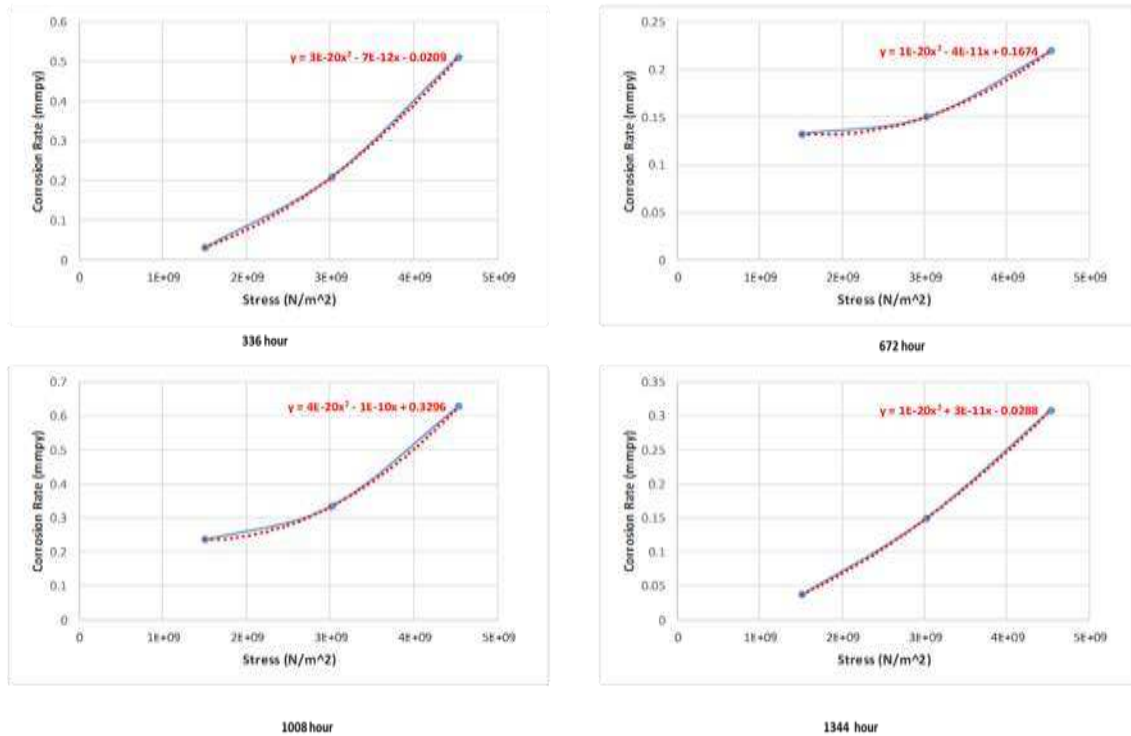 0.6
0.5
0.4
0.3
0.2
0.1
0
Corrosion Rate (mmpy)
y = 3E-20x² - 7E-12x - 0.0209
0 1E+09 2E+09 3E+09 4E+09 5E+09
Stress (N/m^2)
336 hour
0.25
0.2
0.15
0.1
0.05
0
Corrosion Rate (mmpy)
y = 1E-20x² - 4E-11x + 0.1674
0 1E+09 2E+09 3E+09 4E+09 5E+09
Stress (N/m^2)
672 hour
0.7
0.6
0.5
0.4
0.3
0.2
0.1
0
Corrosion Rate (mmpy)
y = 4E-20x² - 1E-10x + 0.3296
0 1E+09 2E+09 3E+09 4E+09 5E+09
Stress (N/m^2)
1008 hour
0.35
0.3
0.25
0.2
0.15
0.1
0.05
0
Corrosion Rate (mmpy)
y = 1E-20x² + 3E-11x - 0.0288
0 1E+09 2E+09 3E+09 4E+09 5E+09
Stress (N/m^2)
1344 hour